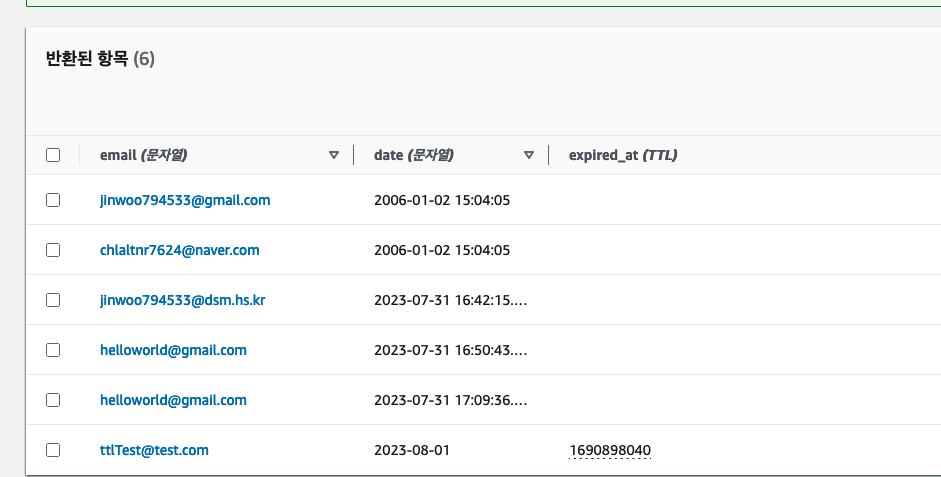 반환된 항목 (6)
email (문자열) date (문자열) expired_at (TTL)
jinwoo794533@gmail.com 2006-01-02 15:04:05
chlaltnr7624@naver.com 2006-01-02 15:04:05
jinwoo794533@dsm.hs.kr 2023-07-31 16:42:15....
helloworld@gmail.com 2023-07-31 16:50:43....
helloworld@gmail.com 2023-07-31 17:09:36....
ttlTest@test.com 2023-08-01 1690898040